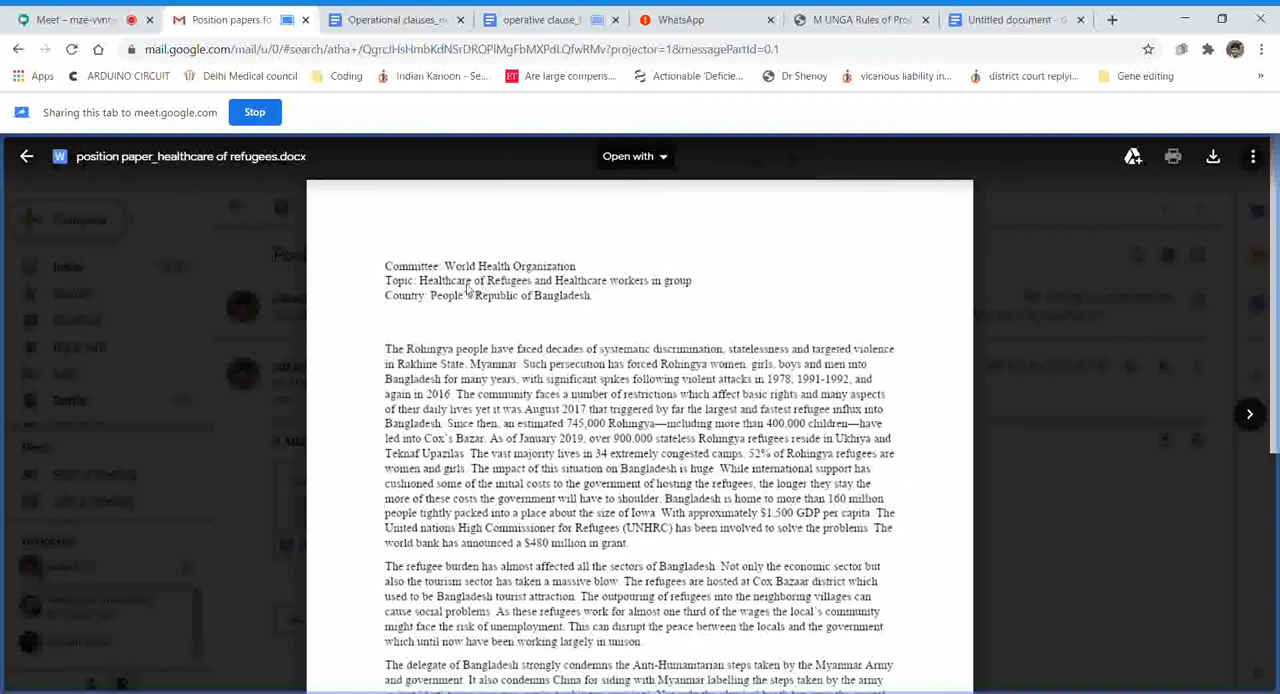 Meet – mze-vvnr-
Position papers fo
Operational clauses_n
operative clause_l
WhatsApp
M UNGA Rules of Pro
Untitled document - G
mail.google.com/mail/u/0/#search/atha+/
?projector=1&messagePartId=0.1
Apps
ARDUINO CIRCUIT
Delhi Medical council
Coding
Indian Kanoon - Se...
Are large compens...
Actionable 'Deficie...
Dr Shenoy
vicarious liability in...
district court replyi...
Gene editing
»
Sharing this tab to meet.google.com
Stop
position paper_healthcare of refugees.docx
Open with
Committee: World Health Organization
Topic: Healthcare of Refugees and Healthcare workers in group
Country: People's Republic of Bangladesh.
The Rohingya people have faced decades of systematic discrimination, statelessness and targeted violence
in Rakhine State, Myanmar. Such persecution has forced Rohingya women, girls, boys and men into
Bangladesh for many years, with significant spikes following violent attacks in 1978, 1991-1992, and
again in 2016. The community faces a number of restrictions which affect basic rights and many aspects
of their daily lives yet it was August 2017 that triggered by far the largest and fastest refugee influx into
Bangladesh. Since then, an estimated 745,000 Rohingya—including more than 400,000 children—have
led into Cox's Bazar. As of January 2019, over 900,000 stateless Rohingya refugees reside in Ukhiya and
Teknaf Upazilas. The vast majority lives in 34 extremely congested camps. 52% of Rohingya refugees are
women and girls. The impact of this situation on Bangladesh is huge. While international support has
cushioned some of the initial costs to the government of hosting the refugees, the longer they stay the
more of these costs the government will have to shoulder. Bangladesh is home to more than 160 million
people tightly packed into a place about the size of Iowa. With approximately $1,500 GDP per capita. The
United nations High Commissioner for Refugees (UNHRC) has been involved to solve the problems. The
world bank has announced a $480 million in grant.
The refugee burden has almost affected all the sectors of Bangladesh. Not only the economic sector but
also the tourism sector has taken a massive blow. The refugees are hosted at Cox Bazaar district which
used to be Bangladesh tourist attraction. The outpouring of refugees into the neighboring villages can
cause social problems. As these refugees work for almost one third of the wages the local's community
might face the risk of unemployment. This can disrupt the peace between the locals and the government
which until now have been working largely in unison.
The delegate of Bangladesh strongly condemns the Anti-Humanitarian steps taken by the Myanmar Army
and government. It also condemns China for siding with Myanmar labelling the steps taken by the army